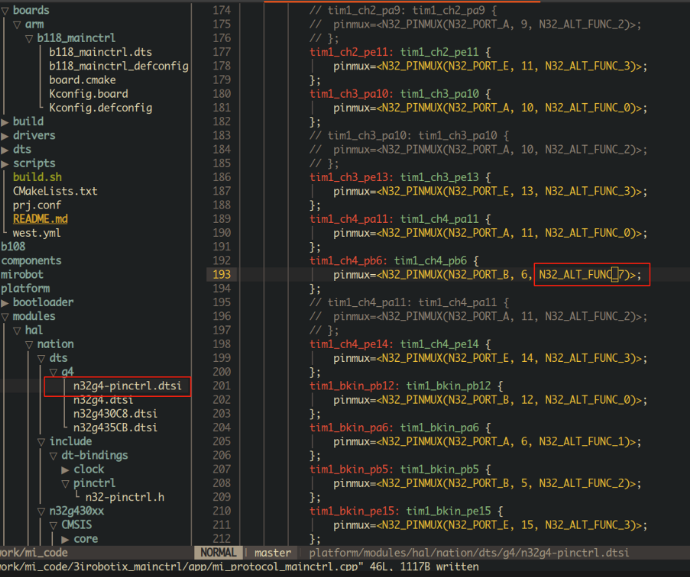 ▽ boards
▽ arm
▽ b118_mainctrl
b118_mainctrl.dts
b118_mainctrl_defconfig
board.cmake
Kconfig.board
Kconfig.defconfig
▶ build
▶ drivers
▶ dts
▶ scripts
build.sh
CMakeLists.txt
prj.conf
README.md
west.yml
b108
components
mirobot
platform
▶ bootloader
▽ modules
▽ hal
▽ nation
▽ dts
▽ g4
n32g4-pinctrl.dtsi
n32g4.dtsi
n32g430C8.dtsi
n32g435CB.dtsi
▽ include
▽ dt-bindings
▶ clock
▽ pinctrl
n32-pinctrl.h
▽ n32g430xx
▽ CMSIS
▶ core
174 // tim1_ch2_pa9: tim1_ch2_pa9 {
175 // pinmux=<N32_PINMUX(N32_PORT_A, 9, N32_ALT_FUNC_2)>;
176 // };
177 tim1_ch2_pe11: tim1_ch2_pe11 {
178 pinmux=<N32_PINMUX(N32_PORT_E, 11, N32_ALT_FUNC_3)>;
179 };
180 tim1_ch3_pa10: tim1_ch3_pa10 {
181 pinmux=<N32_PINMUX(N32_PORT_A, 10, N32_ALT_FUNC_0)>;
182 };
183 // tim1_ch3_pa10: tim1_ch3_pa10 {
184 // pinmux=<N32_PINMUX(N32_PORT_A, 10, N32_ALT_FUNC_2)>;
185 // };
186 tim1_ch3_pe13: tim1_ch3_pe13 {
187 pinmux=<N32_PINMUX(N32_PORT_E, 13, N32_ALT_FUNC_3)>;
188 };
189 tim1_ch4_pa11: tim1_ch4_pa11 {
190 pinmux=<N32_PINMUX(N32_PORT_A, 11, N32_ALT_FUNC_0)>;
191 };
192 tim1_ch4_pb6: tim1_ch4_pb6 {
193 pinmux=<N32_PINMUX(N32_PORT_B, 6, N32_ALT_FUNC_7)>;
194 };
195 // tim1_ch4_pa11: tim1_ch4_pa11 {
196 // pinmux=<N32_PINMUX(N32_PORT_A, 11, N32_ALT_FUNC_2)>;
197 // };
198 tim1_ch4_pe14: tim1_ch4_pe14 {
199 pinmux=<N32_PINMUX(N32_PORT_E, 14, N32_ALT_FUNC_3)>;
200 };
201 tim1_bkin_pb12: tim1_bkin_pb12 {
202 pinmux=<N32_PINMUX(N32_PORT_B, 12, N32_ALT_FUNC_0)>;
203 };
204 tim1_bkin_pa6: tim1_bkin_pa6 {
205 pinmux=<N32_PINMUX(N32_PORT_A, 6, N32_ALT_FUNC_1)>;
206 };
207 tim1_bkin_pb5: tim1_bkin_pb5 {
208 pinmux=<N32_PINMUX(N32_PORT_B, 5, N32_ALT_FUNC_2)>;
209 };
210 tim1_bkin_pe15: tim1_bkin_pe15 {
211 pinmux=<N32_PINMUX(N32_PORT_E, 15, N32_ALT_FUNC_3)>;
212 };
work/mi_code NORMAL master platform/modules/hal/nation/dts/g4/n32g4-pinctrl.dtsi
work/mi_code/3irobotix_mainctrl/app/mi_protocol_mainctrl.cpp" 46L, 1117B written